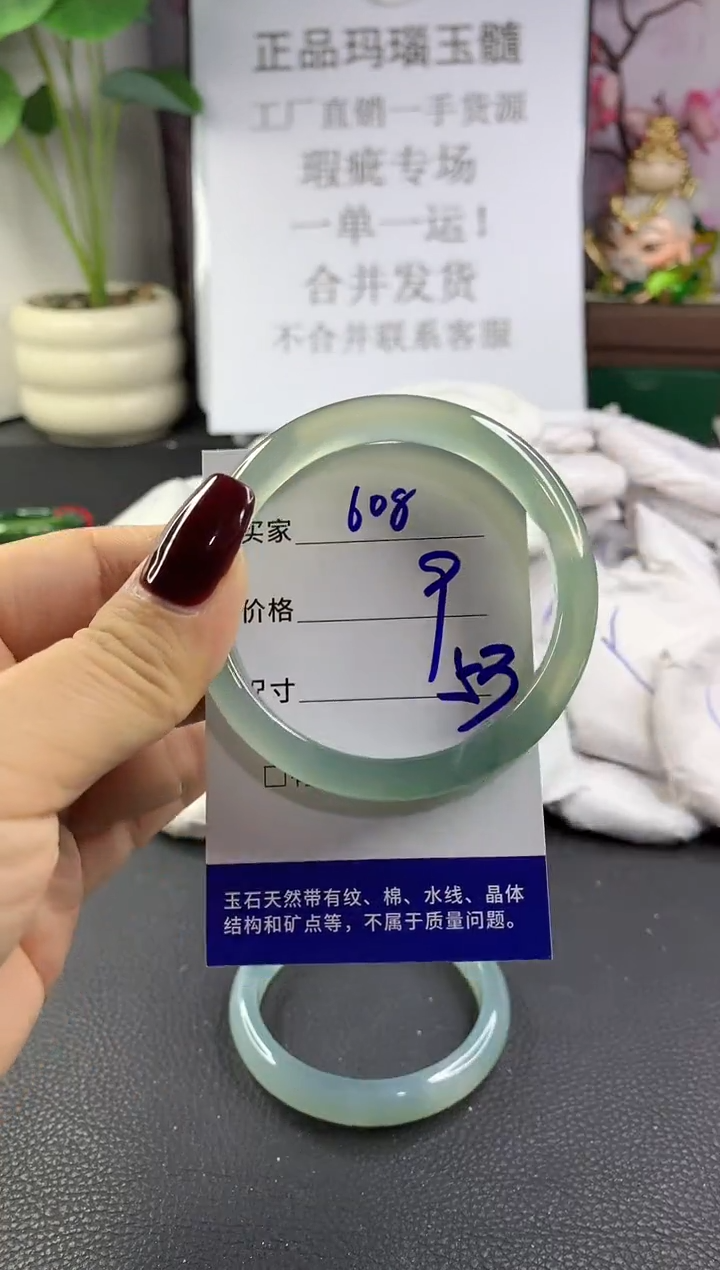 正品玛瑙玉髓
工厂直销一手货源
瑕疵专场
一单一运！
合并发货
不合并联系客服
买家 608
价格 9
尺寸 53
玉石天然带有纹、棉、水线、晶体
结构和矿点等，不属于质量问题。